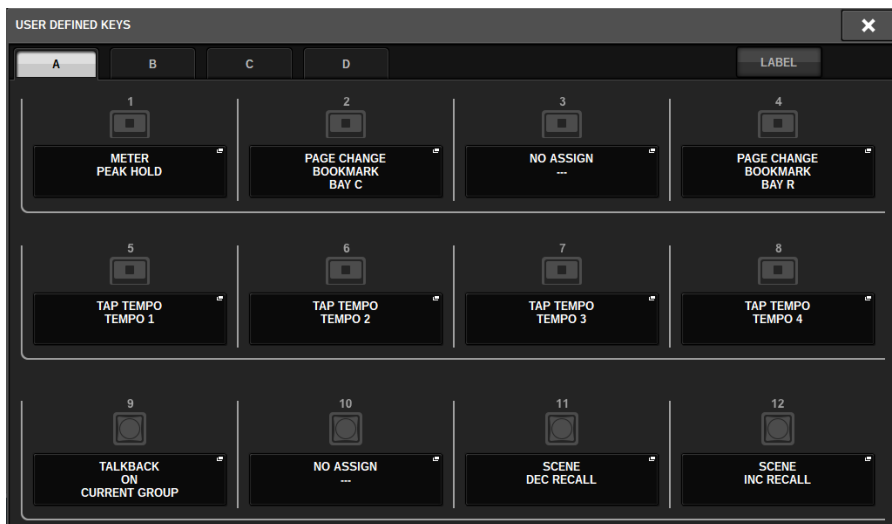 USER DEFINED KEYS
A B C D LABEL
1 2 3 4
METER
PEAK HOLD
PAGE CHANGE
BOOKMARK
BAY C
NO ASSIGN
---
PAGE CHANGE
BOOKMARK
BAY R
5 6 7 8
TAP TEMPO
TEMPO 1
TAP TEMPO
TEMPO 2
TAP TEMPO
TEMPO 3
TAP TEMPO
TEMPO 4
9 10 11 12
TALKBACK
ON
CURRENT GROUP
NO ASSIGN
---
SCENE
DEC RECALL
SCENE
INC RECALL